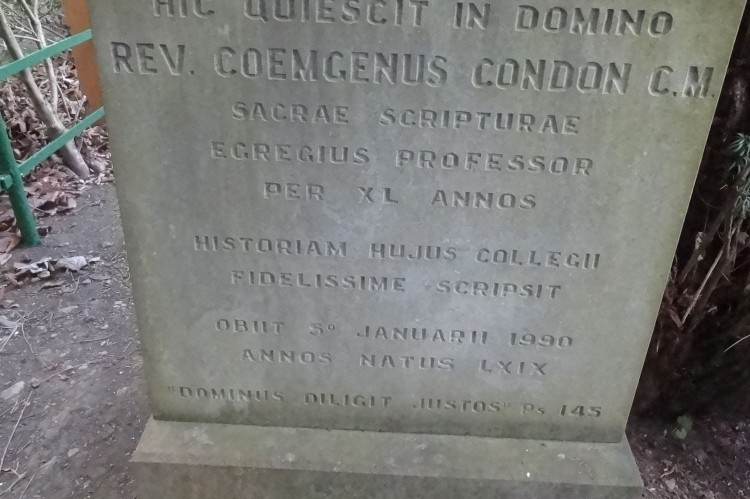 HIC QUIESCIT IN DOMINO
REV. COEMGENUS CONDON C.M.
SACRAE SCRIPTURAE
EGREGIUS PROFESSOR
PER XL ANNOS
HISTORIAM HUJUS COLLEGII
FIDELISSIME SCRIPSIT
OBIIT 5º JANUARII 1990
ANNOS NATUS LXIX
"DOMINUS DILIGIT JUSTOS" Ps 145